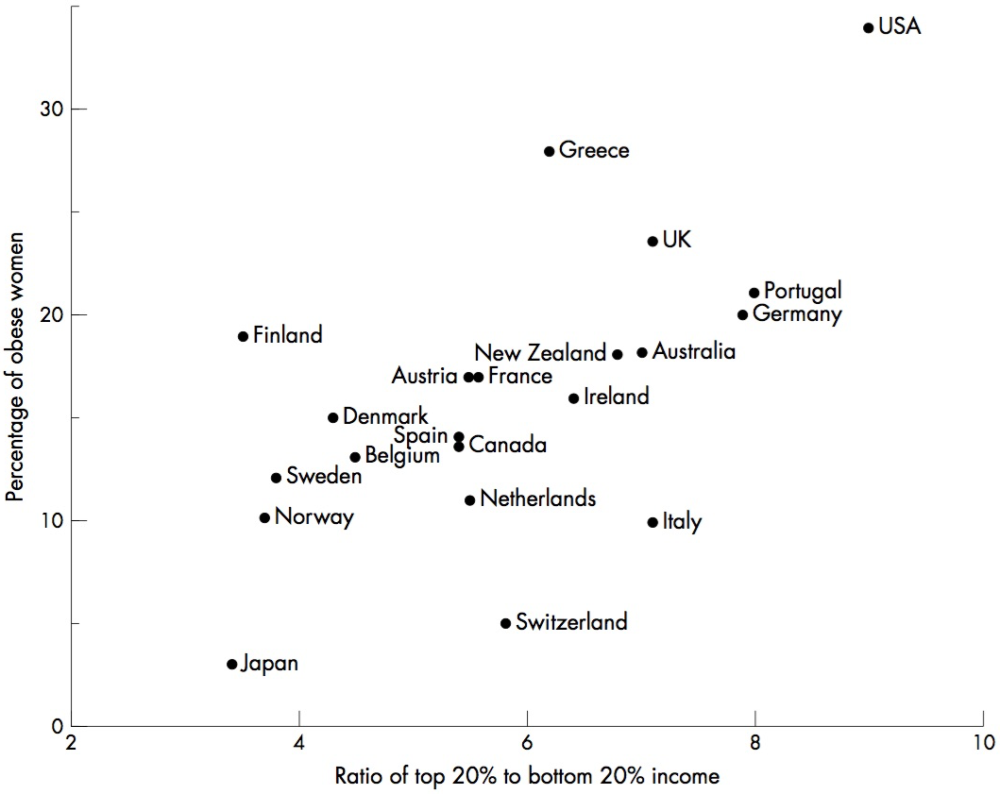 USA
30
Greece
UK
Portugal
20
Germany
Finland
New Zealand
Australia
Austria
France
Ireland
Denmark
Spain
Canada
Belgium
Sweden
Netherlands
10
Norway
Italy
Switzerland
Japan
0
2
4
6
8
10
Percentage of obese women
Ratio of top 20% to bottom 20% income